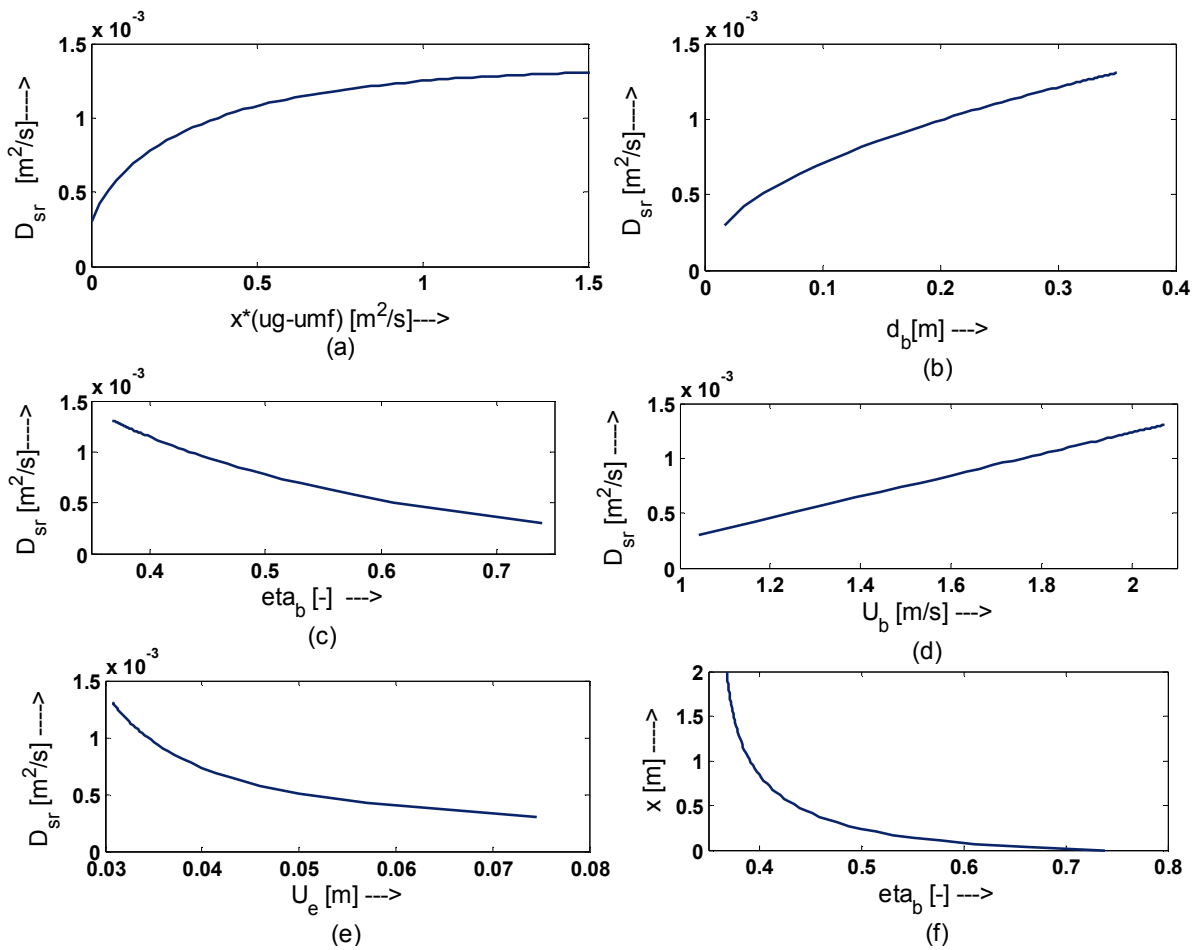 x 10^-3
1.5
1
0.5
0
D_sr [m^2/s]---->
0 0.5 1 1.5
x*(ug-umf) [m^2/s]--->
(a)
x 10^-3
1.5
1
0.5
0
D_sr [m^2/s]---->
0 0.1 0.2 0.3 0.4
d_b[m] --->
(b)
x 10^-3
1.5
1
0.5
0
D_sr [m^2/s]---->
0.4 0.5 0.6 0.7
eta_b [-] --->
(c)
x 10^-3
1.5
1
0.5
0
D_sr [m^2/s] ---->
1 1.2 1.4 1.6 1.8 2
U_b [m/s] --->
(d)
x 10^-3
1.5
1
0.5
0
D_sr [m^2/s] ---->
0.03 0.04 0.05 0.06 0.07 0.08
U_e [m] --->
(e)
2
1.5
1
0.5
0
x [m] ---->
0.4 0.5 0.6 0.7 0.8
eta_b [-] --->
(f)